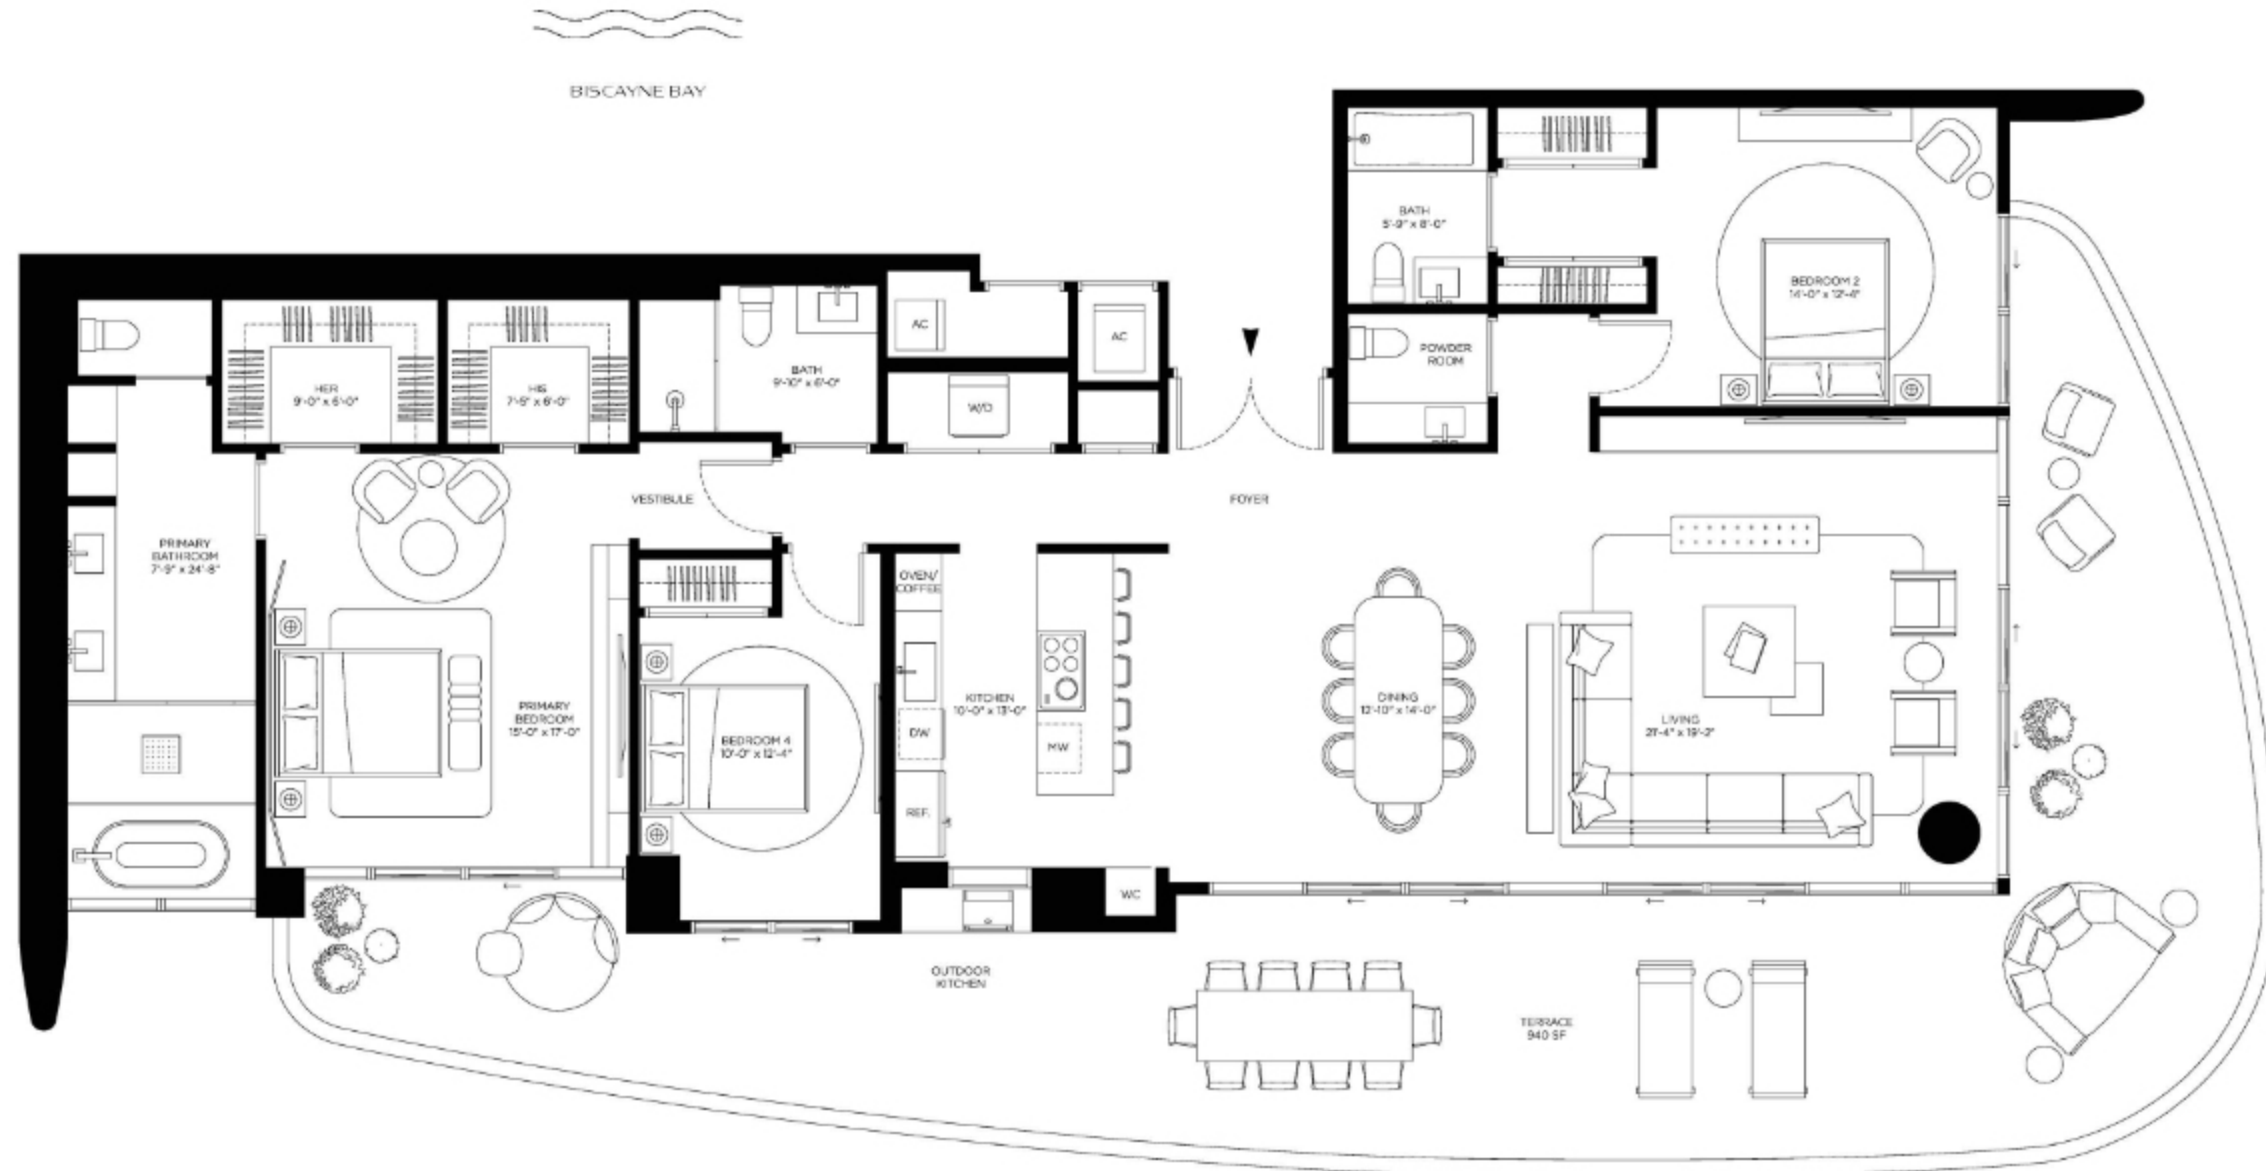 BISCAYNE BAY
BATH
5'-9" x 8'-0"
BEDROOM 2
14'-0" x 12'-4"
AC
AC
POWDER
ROOM
HER
9'-0" x 6'-0"
HIS
7'-5" x 6'-0"
BATH
9'-10" x 6'-0"
W/D
VESTIBULE
FOYER
PRIMARY
BATHROOM
7'-9" x 24'-8"
OVEN/
COFFEE
PRIMARY
BEDROOM
15'-0" x 17'-0"
BEDROOM 4
10'-0" x 12'-4"
KITCHEN
10'-0" x 13'-0"
DW
MW
REF.
DINING
12'-10" x 14'-0"
LIVING
21'-4" x 19'-2"
WC
OUTDOOR
KITCHEN
TERRACE
940 SF